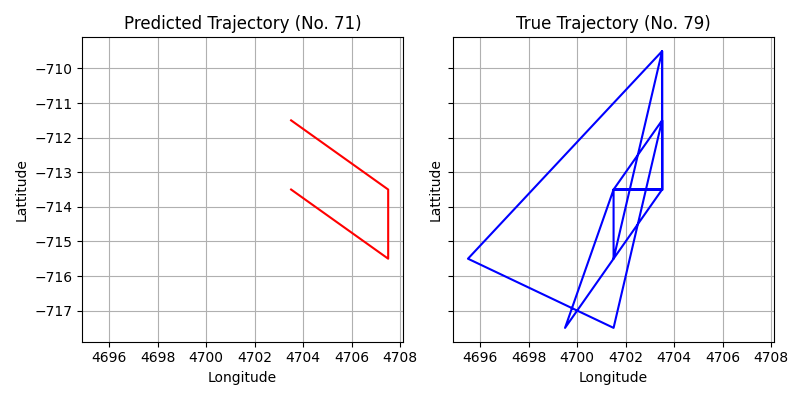 Predicted Trajectory (No. 71)
True Trajectory (No. 79)
Lattitude
−710
−711
−712
−713
−714
−715
−716
−717
4696 4698 4700 4702 4704 4706 4708
Longitude
Lattitude
4696 4698 4700 4702 4704 4706 4708
Longitude